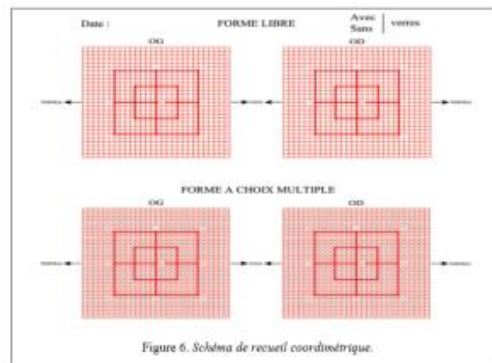 Date : FORME LIBRE Avec
Sans verres
OG OD
FORME A CHOIX MULTIPLE
OG OD
Figure 6. Schéma de recueil coordimétrique.